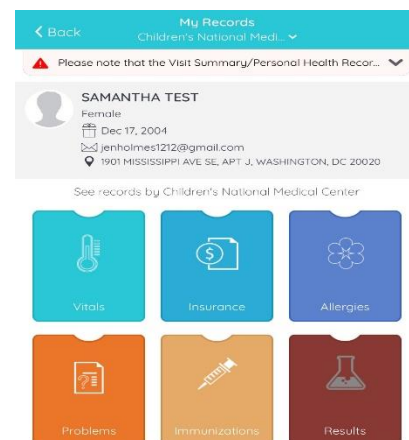 Back
My Records
Children's National Medi...
Please note that the Visit Summary/Personal Health Recor...
SAMANTHA TEST
Female
Dec 17, 2004
jenholmes1212@gmail.com
1901 MISSISSIPPI AVE SE, APT J, WASHINGTON, DC 20020
See records by Children's National Medical Center
Vitals
Insurance
Allergies
Problems
Immunizations
Results